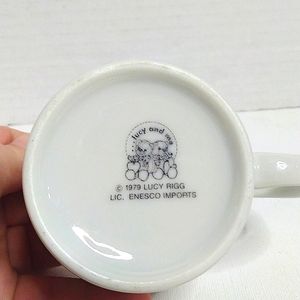 lucy and me
© 1979 LUCY RIGG
LIC. ENESCO IMPORTS